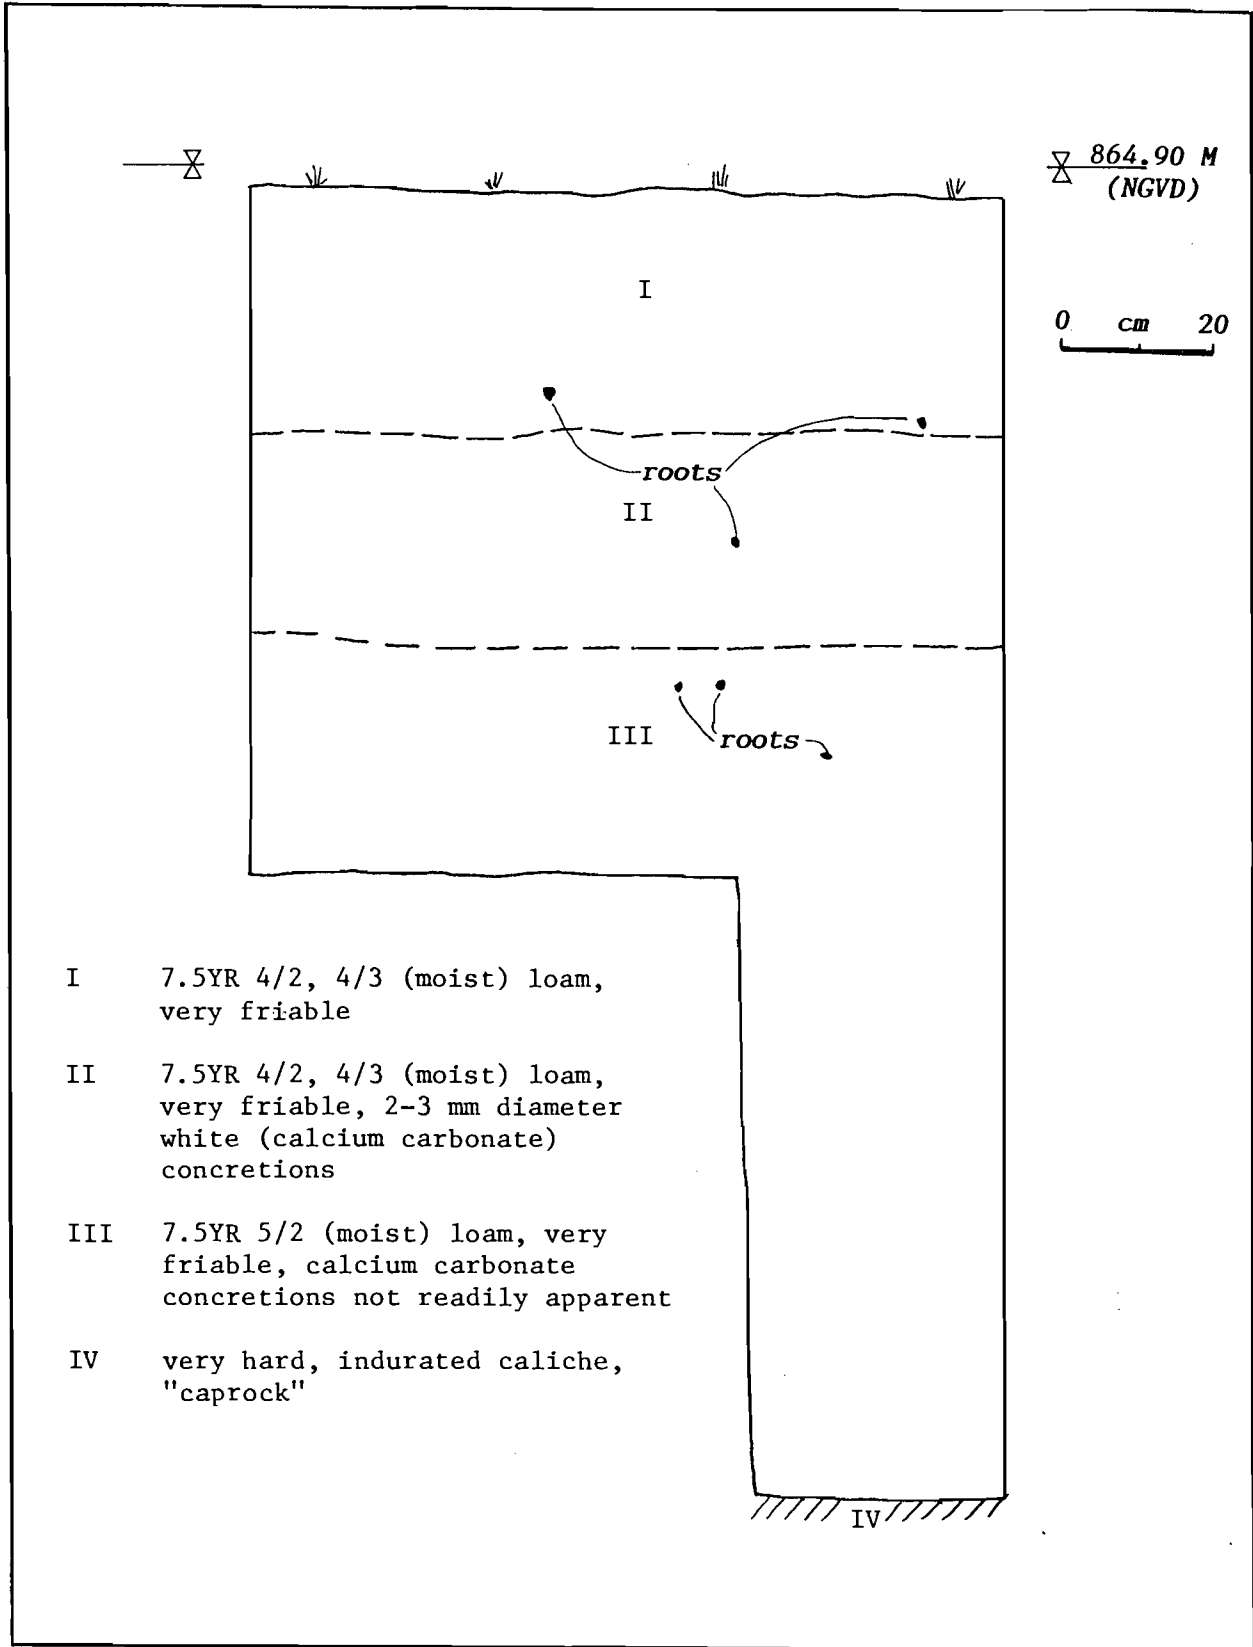 864.90 M
(NGVD)
I
0 cm 20
roots
II
III
roots
I 7.5YR 4/2, 4/3 (moist) loam,
very friable
II 7.5YR 4/2, 4/3 (moist) loam,
very friable, 2-3 mm diameter
white (calcium carbonate)
concretions
III 7.5YR 5/2 (moist) loam, very
friable, calcium carbonate
concretions not readily apparent
IV very hard, indurated caliche,
"caprock"
IV